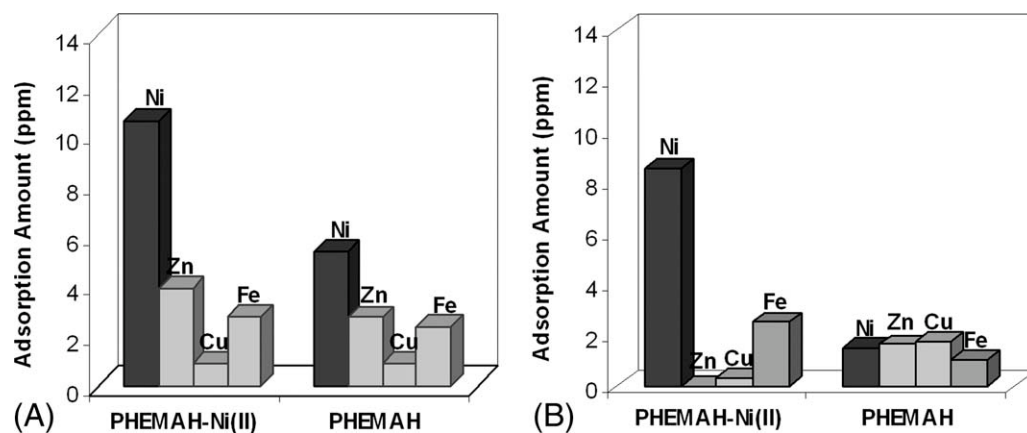 14
12
10
8
6
4
2
0
Adsorption Amount (ppm)
Ni
Zn
Cu
Fe
Ni
Zn
Cu
Fe
(A)
PHEMAH-Ni(II)
PHEMAH
14
12
10
8
6
4
2
0
Adsorption Amount (ppm)
Ni
Zn
Cu
Fe
Ni
Zn
Cu
Fe
(B)
PHEMAH-Ni(II)
PHEMAH